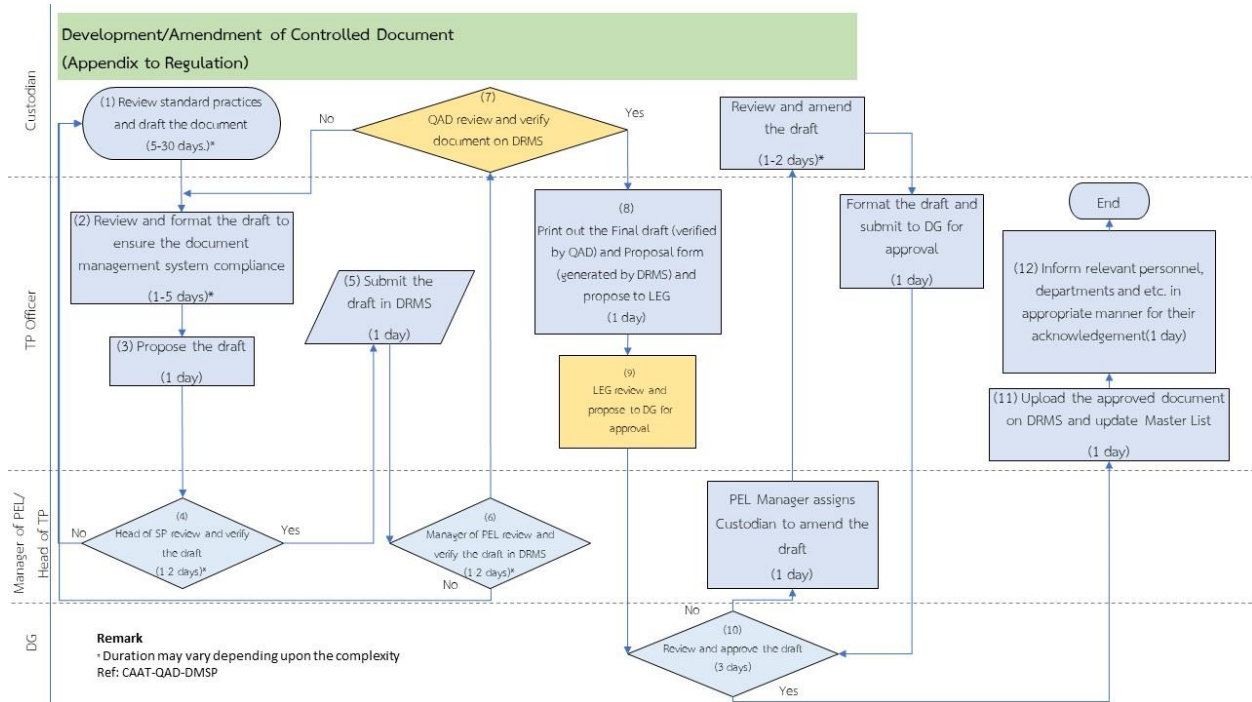 Development/Amendment of Controlled Document
(Appendix to Regulation)
Custodian
(1) Review standard practices
and draft the document
(5-30 days.)*
No
(7)
QAD review and verify
document on DRMS
Yes
Review and amend
the draft
(1-2 days)*
TP Officer
(2) Review and format the draft to
ensure the document
management system compliance
(1-5 days)*
(3) Propose the draft
(1 day)
(5) Submit the
draft in DRMS
(1 day)
(8)
Print out the Final draft (verified
by QAD) and Proposal form
(generated by DRMS) and
propose to LEG
(1 day)
(9)
LEG review and
propose to DG for
approval
Format the draft and
submit to DG for
approval
(1 day)
End
(12) Inform relevant personnel,
departments and etc. in
appropriate manner for their
acknowledgement(1 day)
(11) Upload the approved document
on DRMS and update Master List
(1 day)
Manager of PEL/
Head of TP
No
(4)
Head of SP review and verify
the draft
(1 2 days)*
Yes
(6)
Manager of PEL review and
verify the draft in DRMS
(1 2 days)*
No
PEL Manager assigns
Custodian to amend the
draft
(1 day)
DG
No
(10)
Review and approve the draft
(3 days)
Yes
Remark
* Duration may vary depending upon the complexity
Ref: CAAT-QAD-DMSP